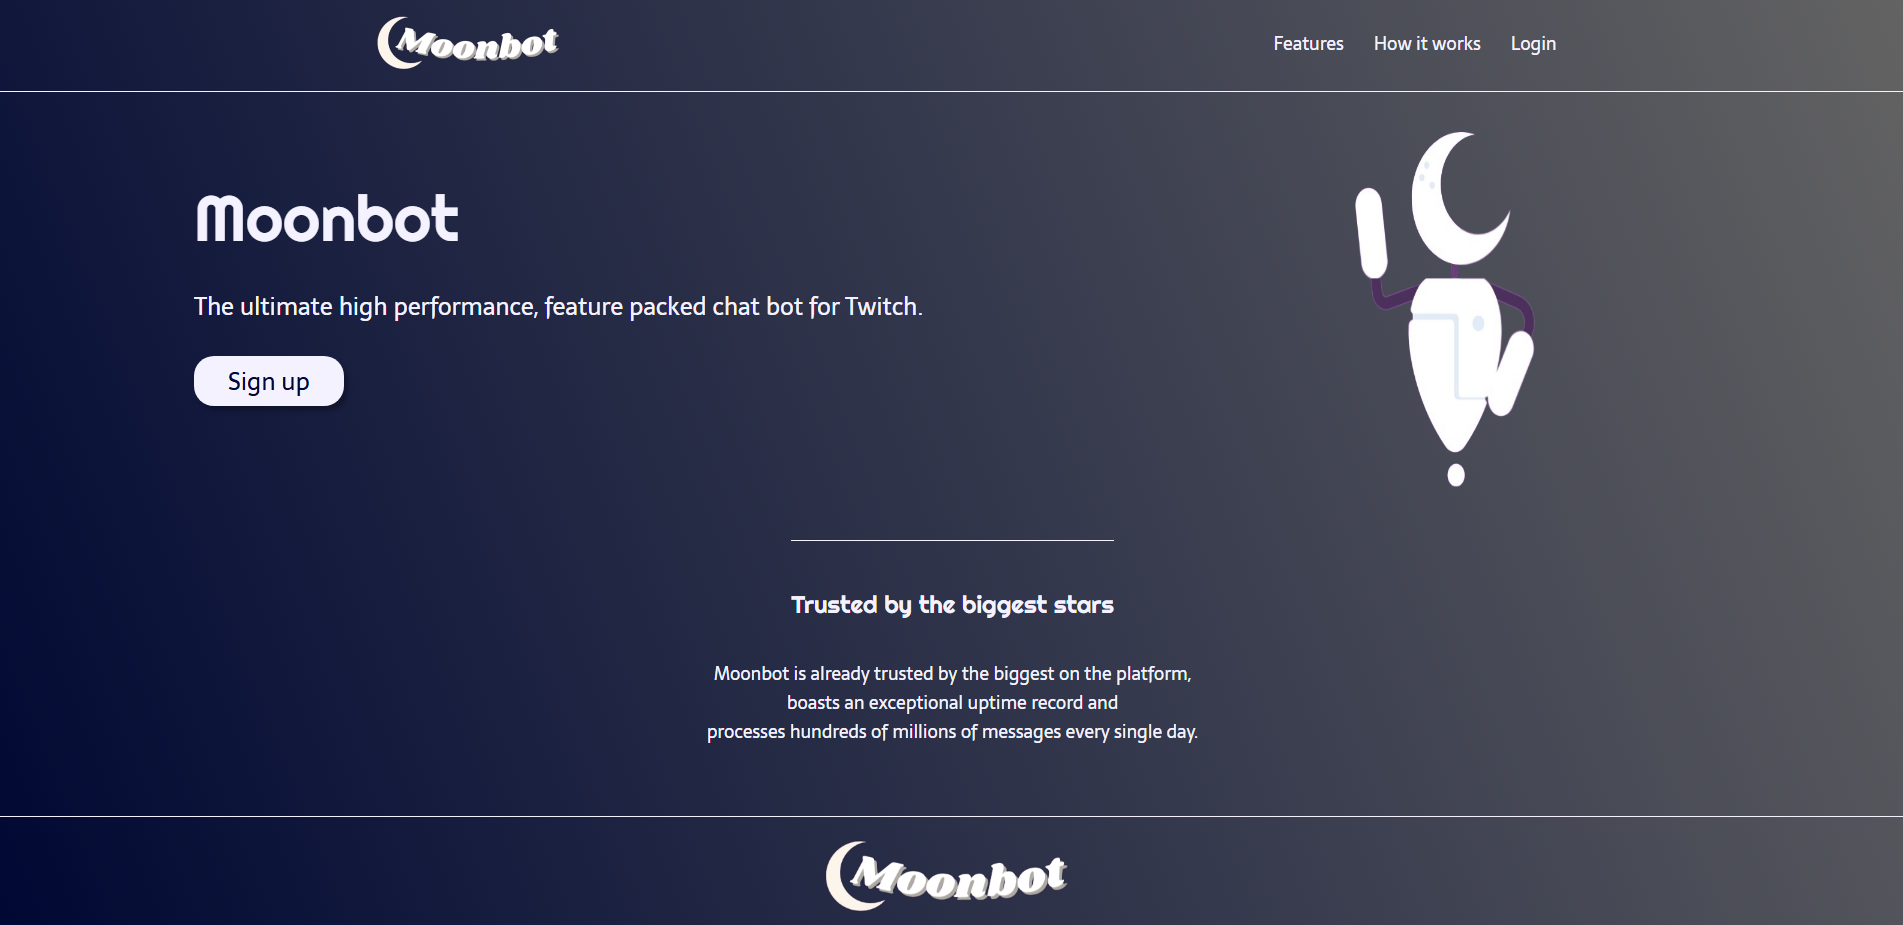 Moonbot
Features
How it works
Login
Moonbot
The ultimate high performance, feature packed chat bot for Twitch.
Sign up
Trusted by the biggest stars
Moonbot is already trusted by the biggest on the platform,
boasts an exceptional uptime record and
processes hundreds of millions of messages every single day.
Moonbot